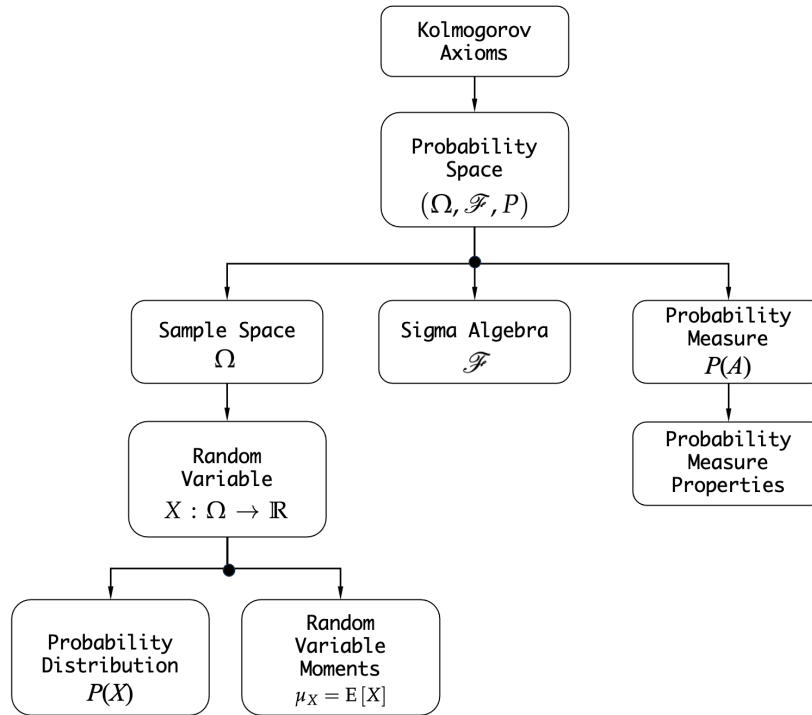 Kolmogorov
Axioms
Probability
Space
(Ω, ℱ, P)
Sample Space
Ω
Sigma Algebra
ℱ
Probability
Measure
P(A)
Random
Variable
X : Ω → ℝ
Probability
Measure
Properties
Probability
Distribution
P(X)
Random
Variable
Moments
μ_X = E [X]